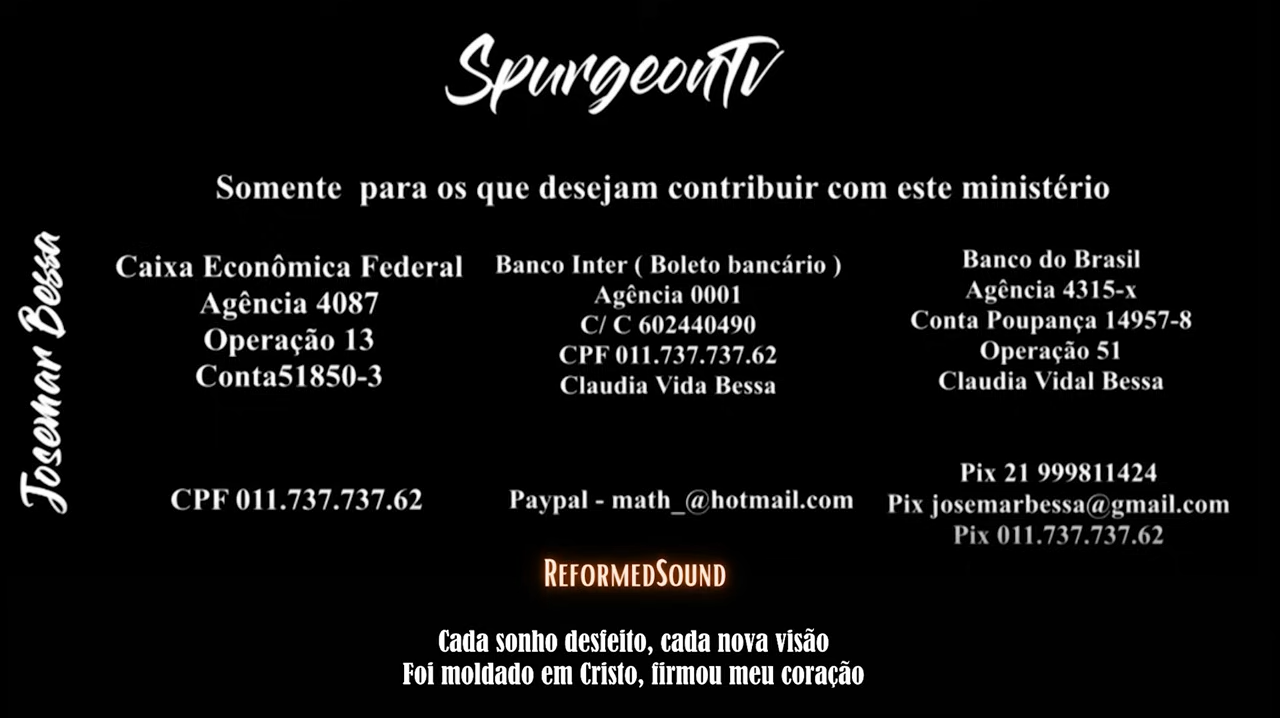 SpurgeonTv
Somente para os que desejam contribuir com este ministério
Josemar Bessa
Caixa Econômica Federal
Agência 4087
Operação 13
Conta51850-3
CPF 011.737.737.62
Banco Inter ( Boleto bancário )
Agência 0001
C/ C 602440490
CPF 011.737.737.62
Claudia Vida Bessa
Paypal - math_@hotmail.com
Banco do Brasil
Agência 4315-x
Conta Poupança 14957-8
Operação 51
Claudia Vidal Bessa
Pix 21 999811424
Pix josemarbessa@gmail.com
Pix 011.737.737.62
ReformedSound
Cada sonho desfeito, cada nova visão
Foi moldado em Cristo, firmou meu coração